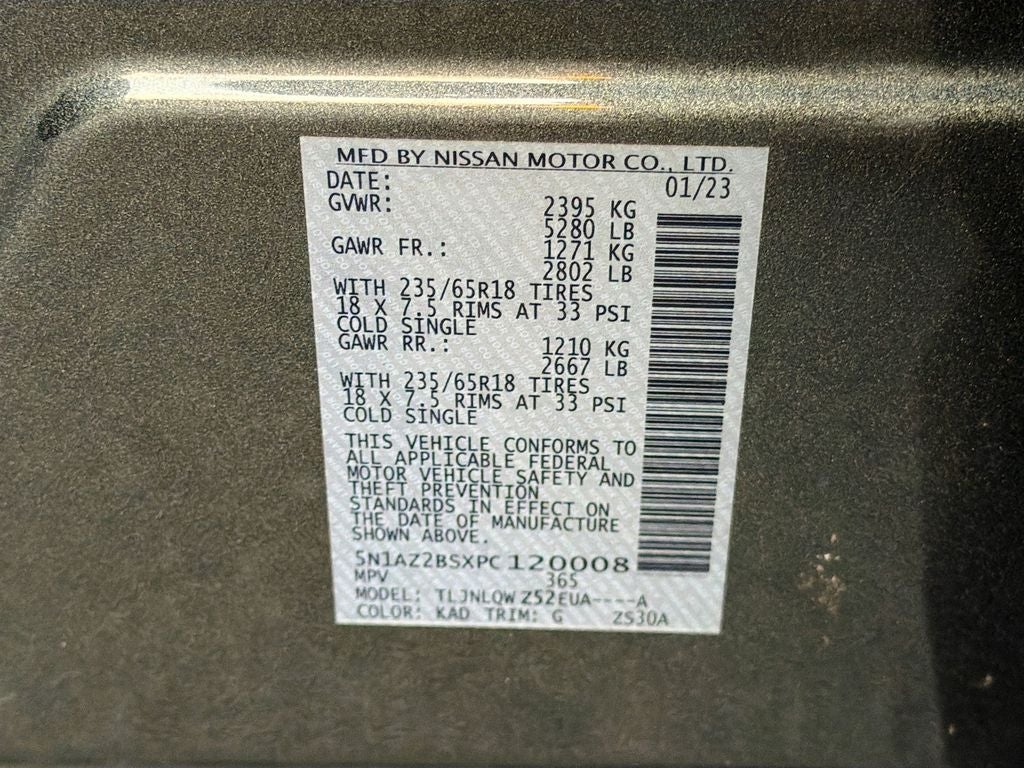 MFD BY NISSAN MOTOR CO., LTD.
DATE: 01/23
GVWR: 2395 KG
5280 LB
GAWR FR.: 1271 KG
2802 LB
WITH 235/65R18 TIRES
18 X 7.5 RIMS AT 33 PSI
COLD SINGLE
GAWR RR.: 1210 KG
2667 LB
WITH 235/65R18 TIRES
18 X 7.5 RIMS AT 33 PSI
COLD SINGLE
THIS VEHICLE CONFORMS TO
ALL APPLICABLE FEDERAL
MOTOR VEHICLE SAFETY AND
THEFT PREVENTION
STANDARDS IN EFFECT ON
THE DATE OF MANUFACTURE
SHOWN ABOVE.
5N1AZ2BSXPC120008
MPV 365
MODEL: TLJNLQW Z52EUA----A
COLOR: KAD TRIM: G ZS30A